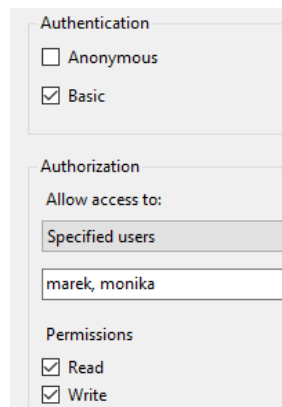 Authentication
Anonymous
Basic
Authorization
Allow access to:
Specified users
marek, monika
Permissions
Read
Write